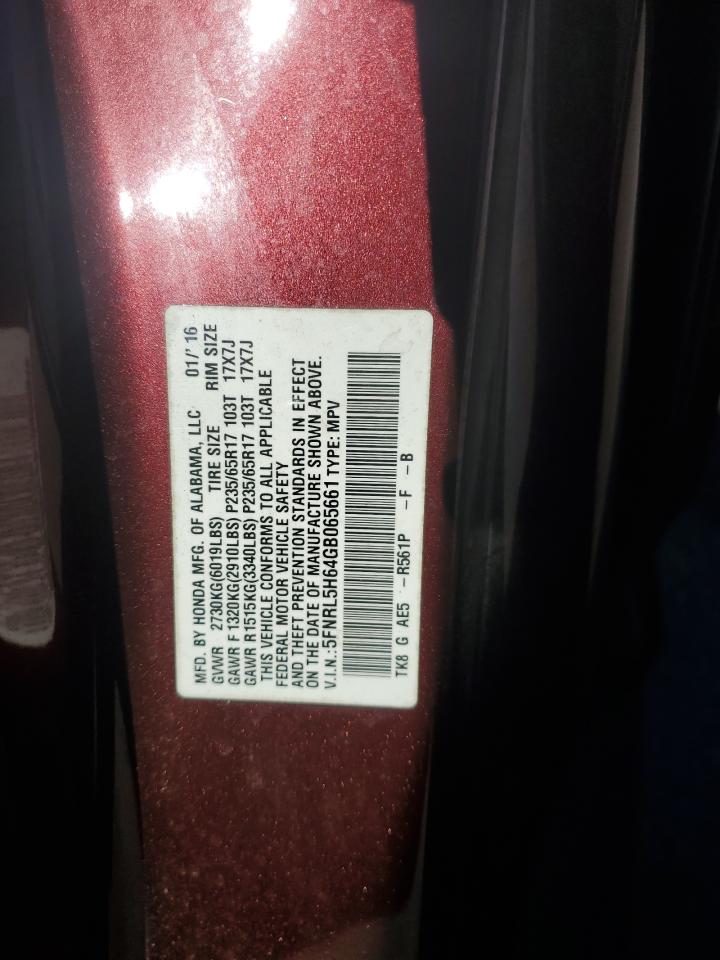 MFD. BY HONDA MFG. OF ALABAMA, LLC 01/'16
GVWR 2730KG(6019LBS) TIRE SIZE RIM SIZE
GAWR F 1320KG(2910LBS) P235/65R17 103T 17X7J
GAWR R1515KG(3340LBS) P235/65R17 103T 17X7J
THIS VEHICLE CONFORMS TO ALL APPLICABLE
FEDERAL MOTOR VEHICLE SAFETY
AND THEFT PREVENTION STANDARDS IN EFFECT
ON THE DATE OF MANUFACTURE SHOWN ABOVE.
V.I.N.:5FNRL5H64GB065661 TYPE: MPV
TK8 G AE5 -R561P -F -B